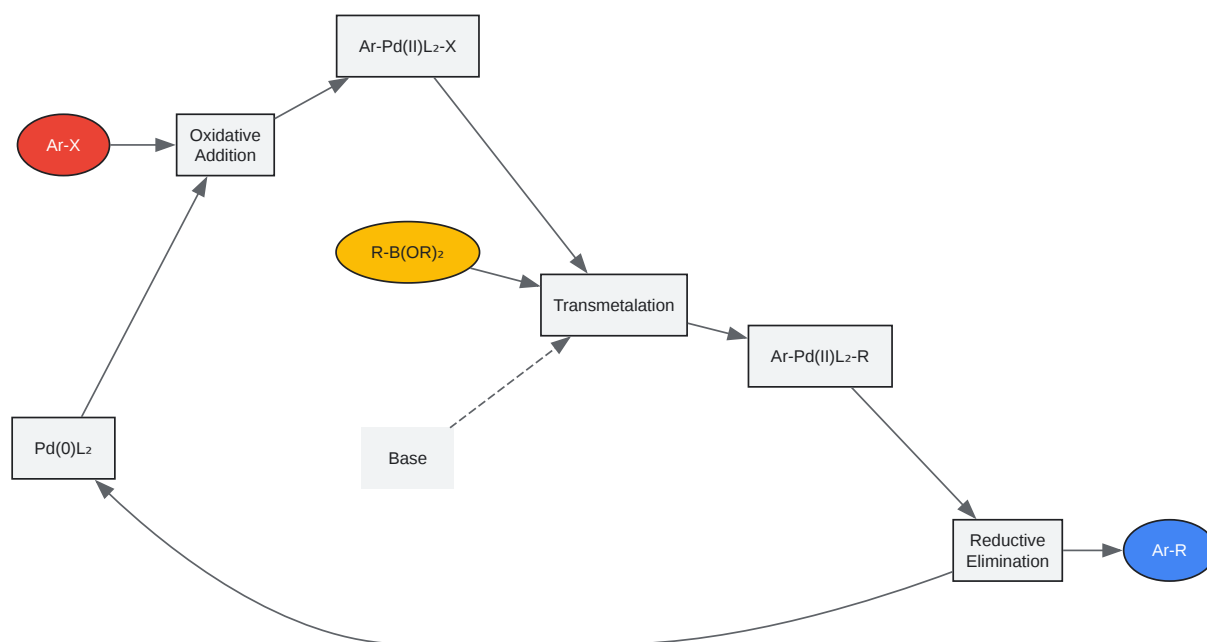 Ar-Pd(II)L₂-X
Ar-X
Oxidative
Addition
R-B(OR)₂
Transmetalation
Ar-Pd(II)L₂-R
Pd(0)L₂
Base
Reductive
Elimination
Ar-R